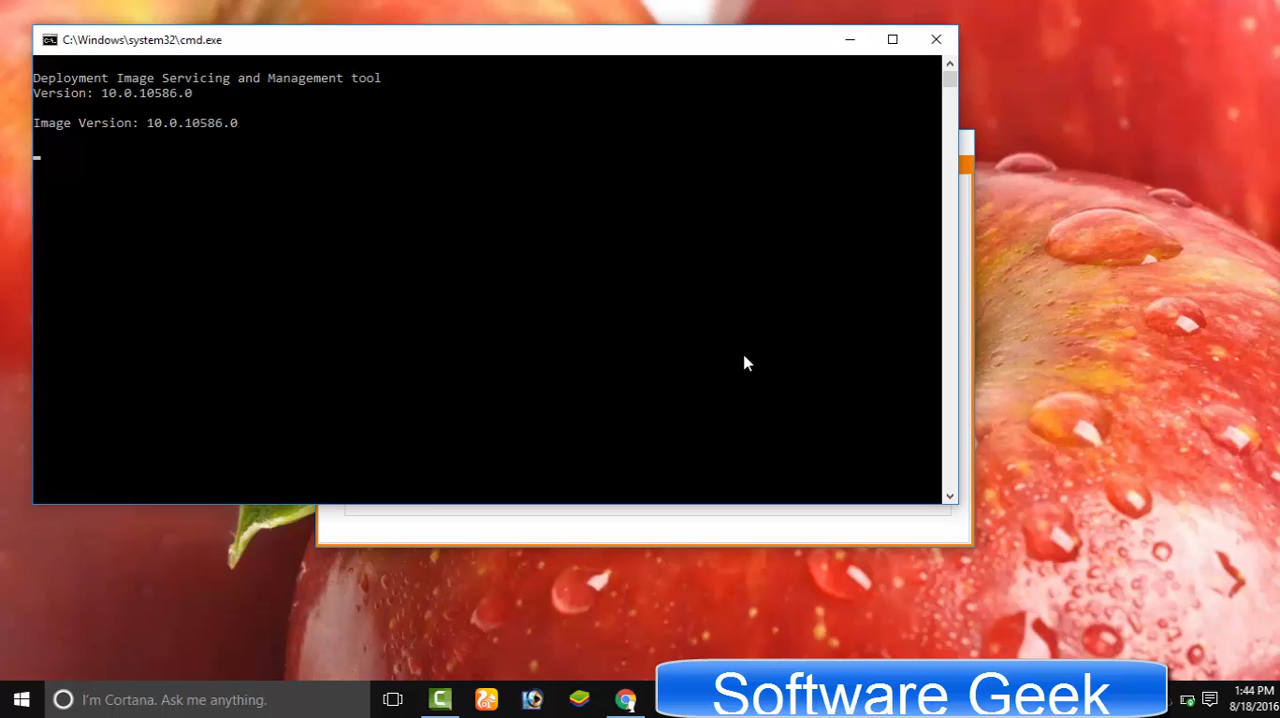 C:\Windows\system32\cmd.exe
Deployment Image Servicing and Management tool
Version: 10.0.10586.0
Image Version: 10.0.10586.0
I'm Cortana. Ask me anything.
Software Geek
1:44 PM
8/18/2016